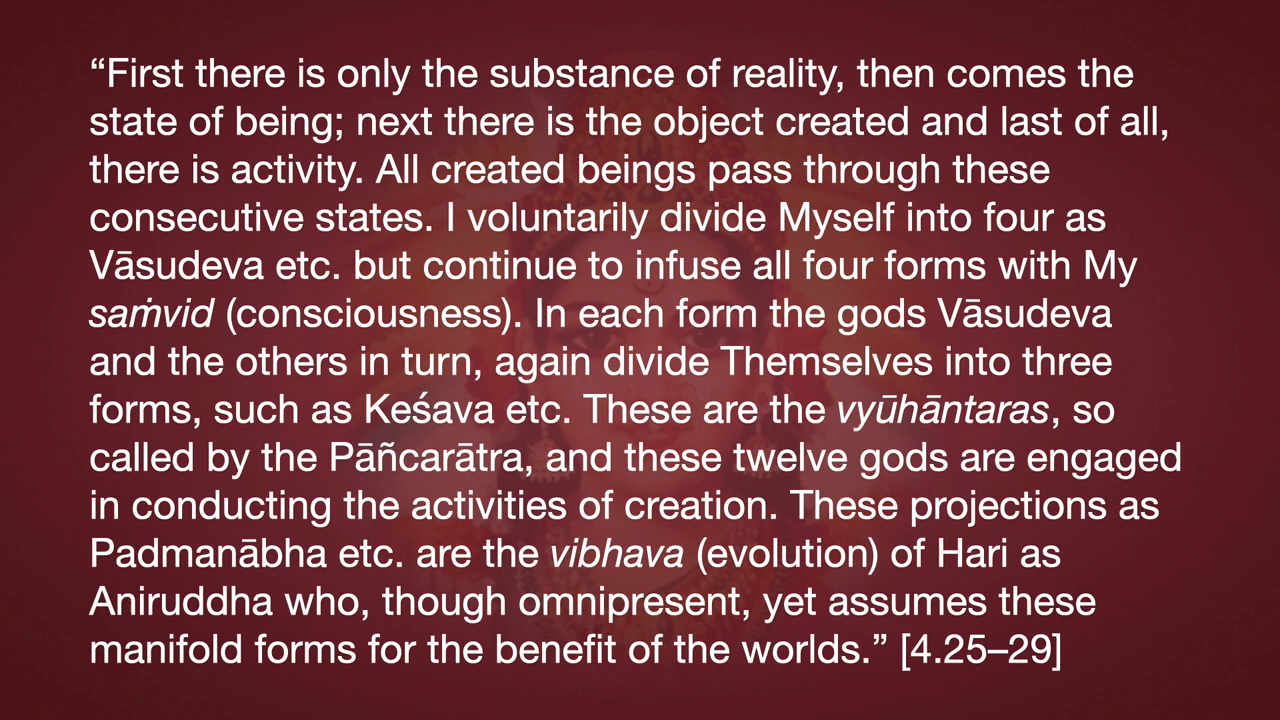 “First there is only the substance of reality, then comes the
state of being; next there is the object created and last of all,
there is activity. All created beings pass through these
consecutive states. I voluntarily divide Myself into four as
Vāsudeva etc. but continue to infuse all four forms with My
saṁvid (consciousness). In each form the gods Vāsudeva
and the others in turn, again divide Themselves into three
forms, such as Keśava etc. These are the vyūhāntaras, so
called by the Pāñcarātra, and these twelve gods are engaged
in conducting the activities of creation. These projections as
Padmanābha etc. are the vibhava (evolution) of Hari as
Aniruddha who, though omnipresent, yet assumes these
manifold forms for the benefit of the worlds.” [4.25–29]